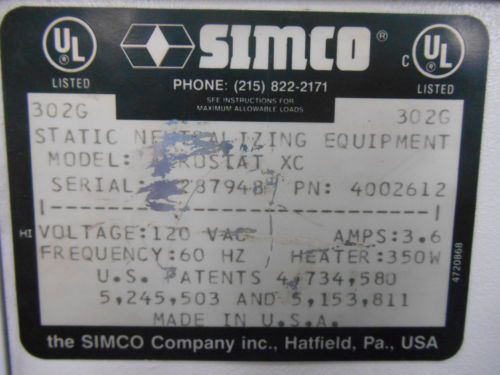 UL SIMCO® C UL
LISTED PHONE: (215) 822-2171 LISTED
SEE INSTRUCTIONS FOR
MAXIMUM ALLOWABLE LOADS
302G 302G
STATIC NEUTRALIZING EQUIPMENT
MODEL: AEROSTAT XC
SERIAL: PN: 4002612
HI VOLTAGE:120 VAC AMPS:3.6
FREQUENCY:60 HZ HEATER:350W
U.S. PATENTS 4,734,580
5,245,503 AND 5,153,811
MADE IN U.S.A.
4720868
the SIMCO Company inc., Hatfield, Pa., USA